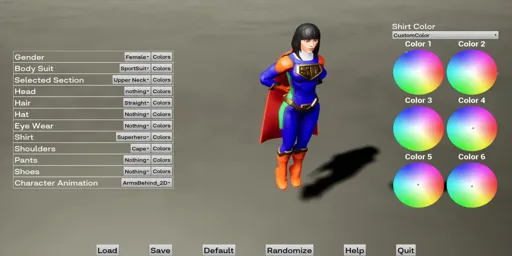 Gender Female Colors
Body Suit SportSuit Colors
Selected Section Upper Neck Colors
Head nothing Colors
Hair Straight Colors
Hat Nothing Colors
Eye Wear Nothing Colors
Shirt Superhero Colors
Shoulders Cape Colors
Pants Nothing Colors
Shoes Nothing Colors
Character Animation ArmsBehind_2D
Shirt Color
CustomColor
Color 1 Color 2
Color 3 Color 4
Color 5 Color 6
Load Save Default Randomize Help Quit